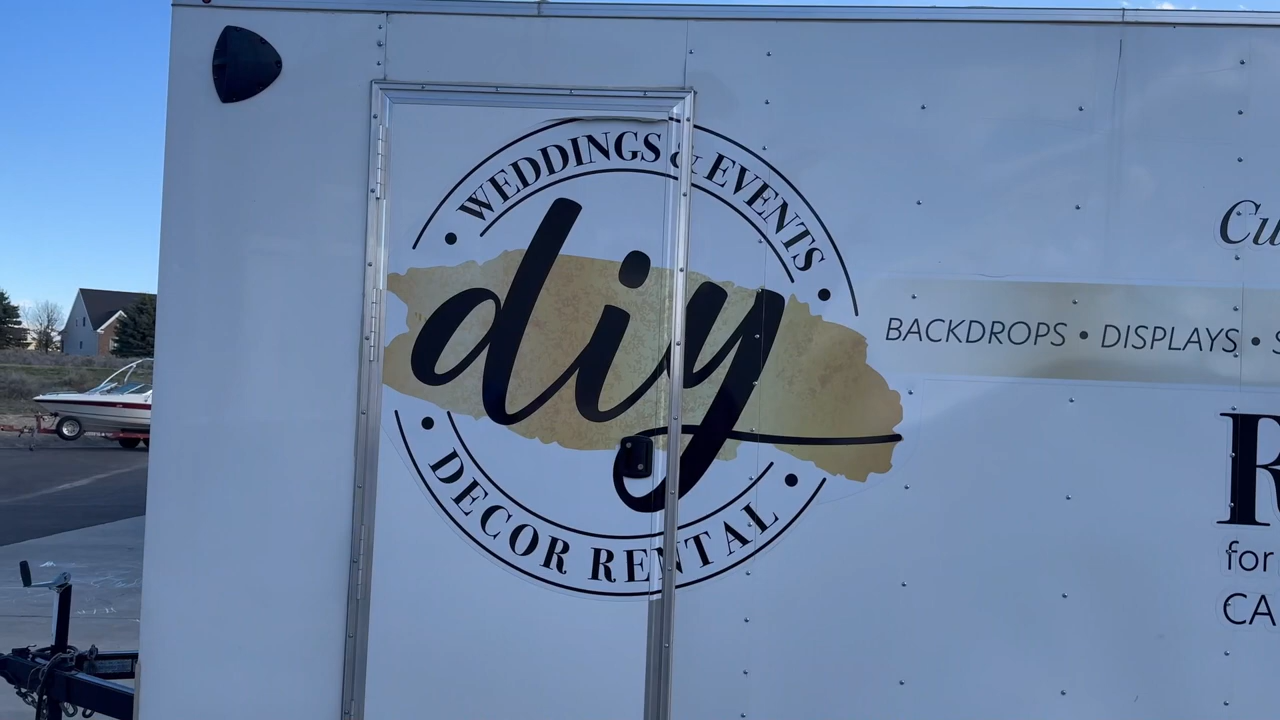 WEDDINGS & EVENTS
diy
DECOR RENTAL
BACKDROPS • DISPLAYS •
for